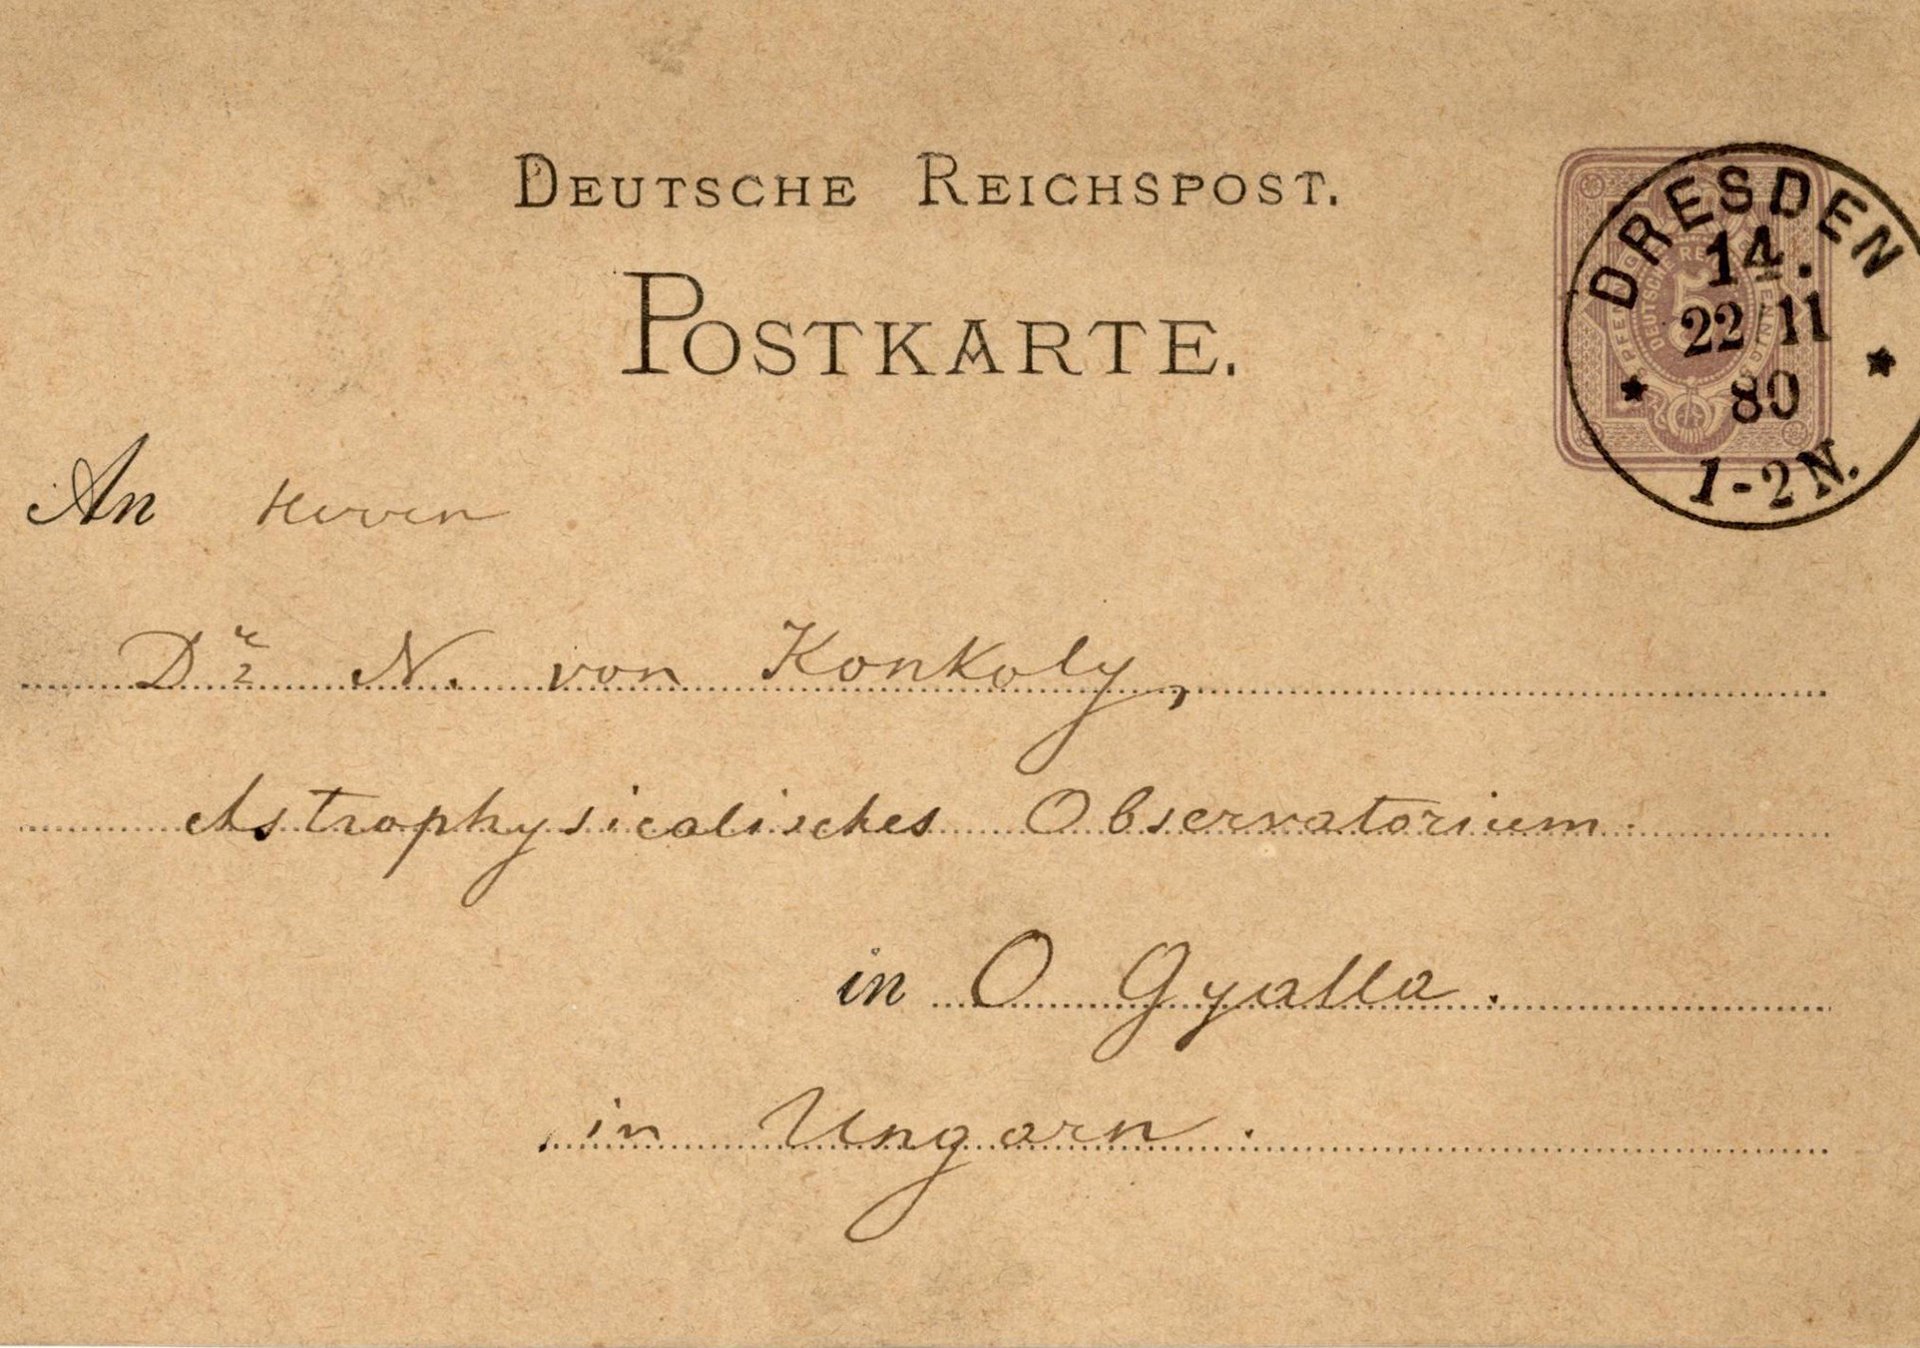 DEUTSCHE REICHSPOST.
POSTKARTE.
DRESDEN
14.
22 11
80
1-2N.
An Herrn
Dr N. von Konkoly,
Astrophysicalisches Observatorium.
in O Gyalla.
in Ungarn.